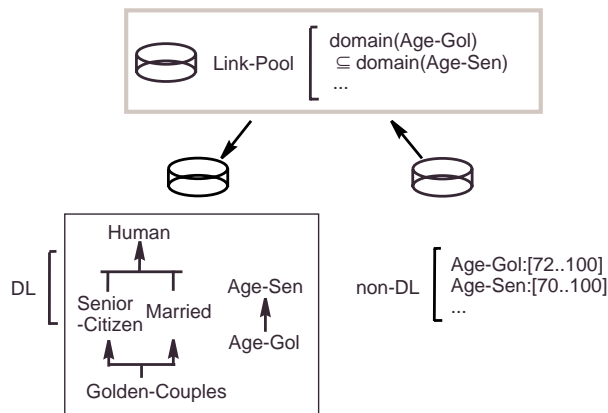 Link-Pool
domain(Age-Gol)
⊆ domain(Age-Sen)
...
DL
Human
Senior
-Citizen
Married
Golden-Couples
Age-Sen
Age-Gol
non-DL
Age-Gol:[72..100]
Age-Sen:[70..100]
...